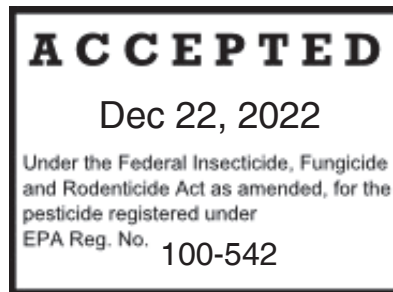 ACCEPTED
Dec 22, 2022
Under the Federal Insecticide, Fungicide
and Rodenticide Act as amended, for the
pesticide registered under
EPA Reg. No. 100-542